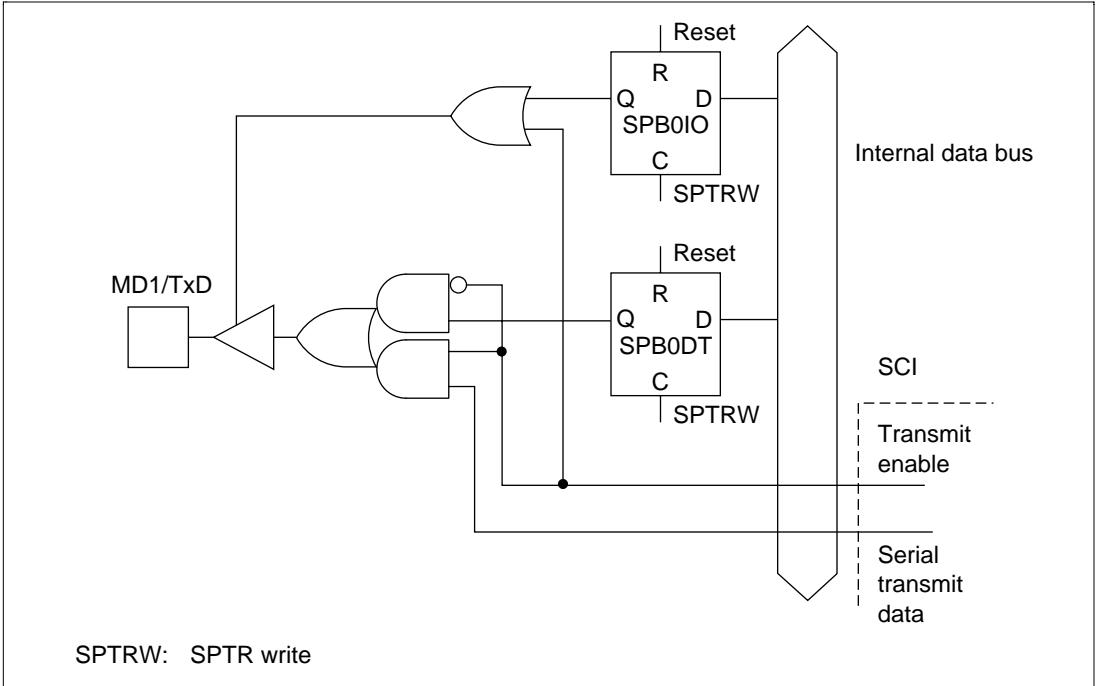 Reset
R
Q D
SPB0IO
C
SPTRW
Internal data bus
Reset
MD1/TxD
R
Q D
SPB0DT
C
SPTRW
SCI
Transmit
enable
Serial
transmit
data
SPTRW: SPTR write